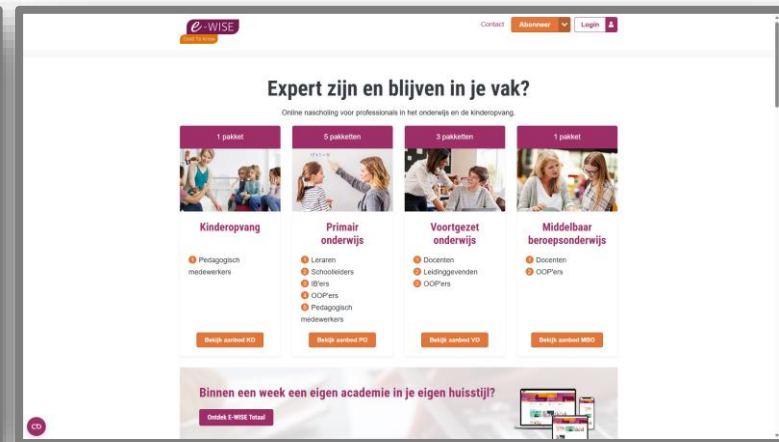 e-WISE
Good To Know
Contact
Abonneer
Login
Expert zijn en blijven in je vak?
Online nascholing voor professionals in het onderwijs en de kinderopvang.
1 pakket
5 pakketten
3 pakketten
1 pakket
Kinderopvang
1 Pedagogisch
medewerkers
Bekijk aanbod KO
Primair
onderwijs
1 Leraren
2 Schoolleiders
3 IB'ers
4 OOP'ers
5 Pedagogisch
medewerkers
Bekijk aanbod PO
Voortgezet
onderwijs
1 Docenten
2 Leidinggevenden
3 OOP'ers
Bekijk aanbod VO
Middelbaar
beroepsonderwijs
1 Docenten
2 OOP'ers
Bekijk aanbod MBO
Binnen een week een eigen academie in je eigen huisstijl?
Ontdek E-WISE Totaal